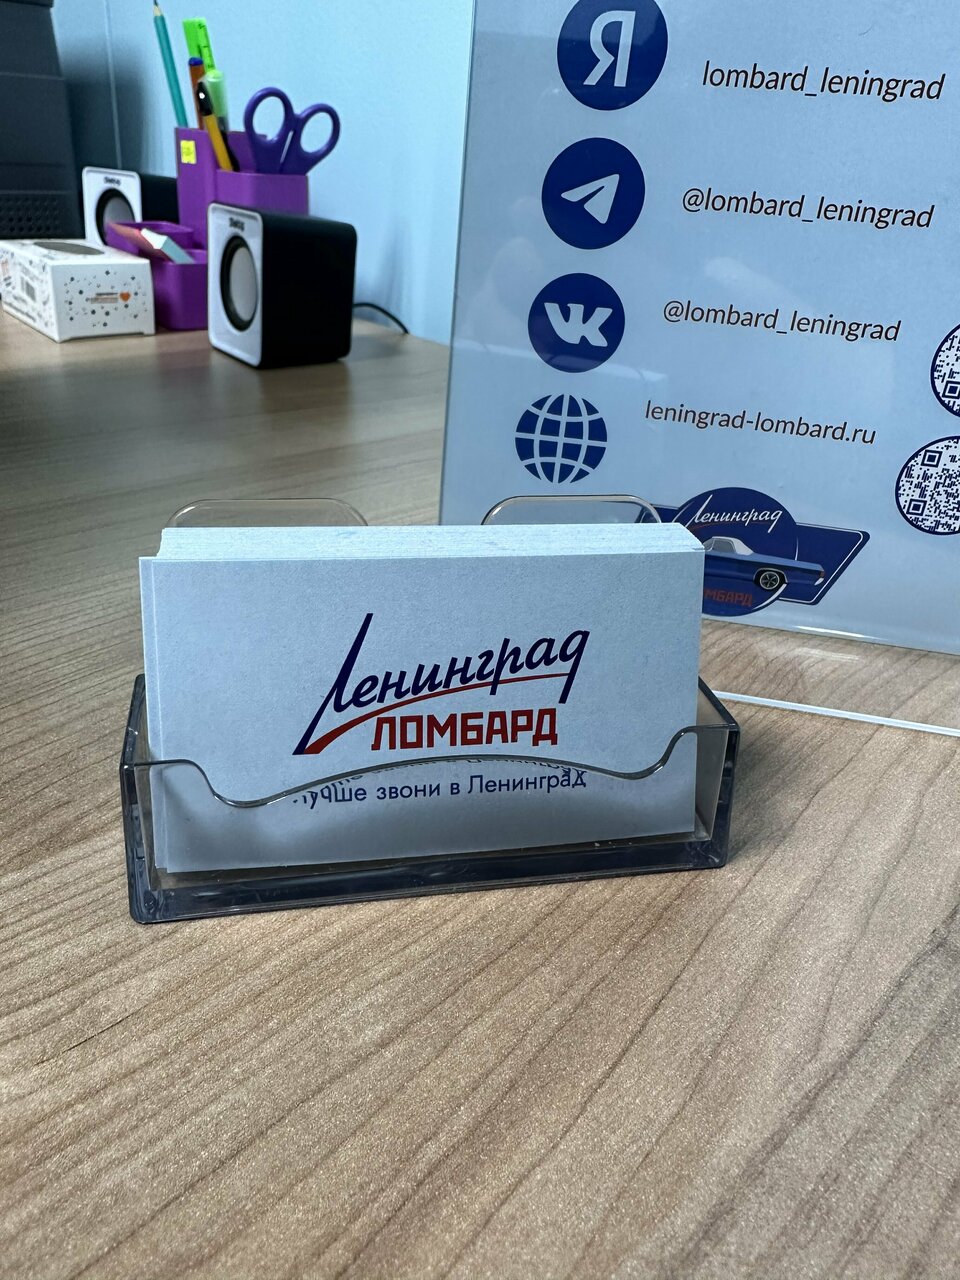 Я
lombard_leningrad
@lombard_leningrad
@lombard_leningrad
leningrad-lombard.ru
Ленинград
Ленинград
ЛОМБАРД
лучше звони в Ленинград